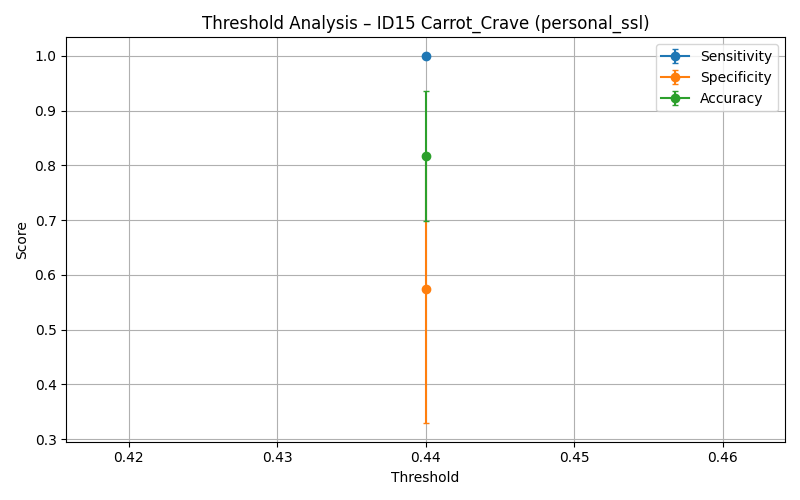 Threshold Analysis – ID15 Carrot_Crave (personal_ssl)
Sensitivity
Specificity
Accuracy
1.0
0.9
0.8
0.7
0.6
0.5
0.4
0.3
Score
0.42 0.43 0.44 0.45 0.46
Threshold